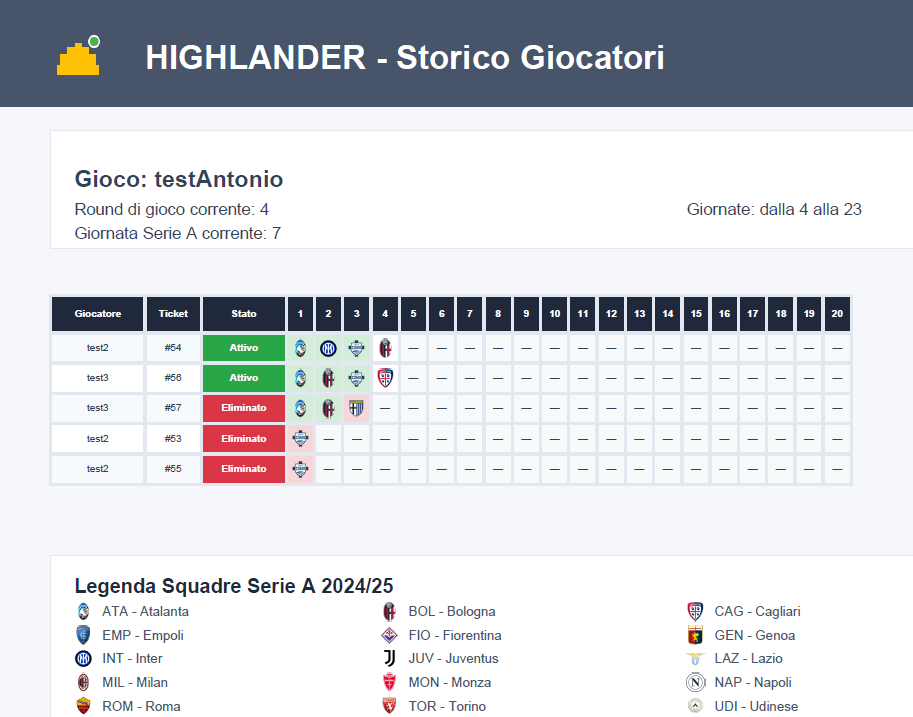 HIGHLANDER - Storico Giocatori
Gioco: testAntonio
Round di gioco corrente: 4
Giornate: dalla 4 alla 23
Giornata Serie A corrente: 7
Giocatore Ticket Stato 1 2 3 4 5 6 7 8 9 10 11 12 13 14 15 16 17 18 19 20
test2 #54 Attivo — — — — — — — — — — — — — — — —
test3 #56 Attivo — — — — — — — — — — — — — — — —
test3 #57 Eliminato — — — — — — — — — — — — — — — — —
test2 #53 Eliminato — — — — — — — — — — — — — — — — — — —
test2 #55 Eliminato — — — — — — — — — — — — — — — — — — —
Legenda Squadre Serie A 2024/25
ATA - Atalanta BOL - Bologna CAG - Cagliari
EMP - Empoli FIO - Fiorentina GEN - Genoa
INT - Inter JUV - Juventus LAZ - Lazio
MIL - Milan MON - Monza NAP - Napoli
ROM - Roma TOR - Torino UDI - Udinese